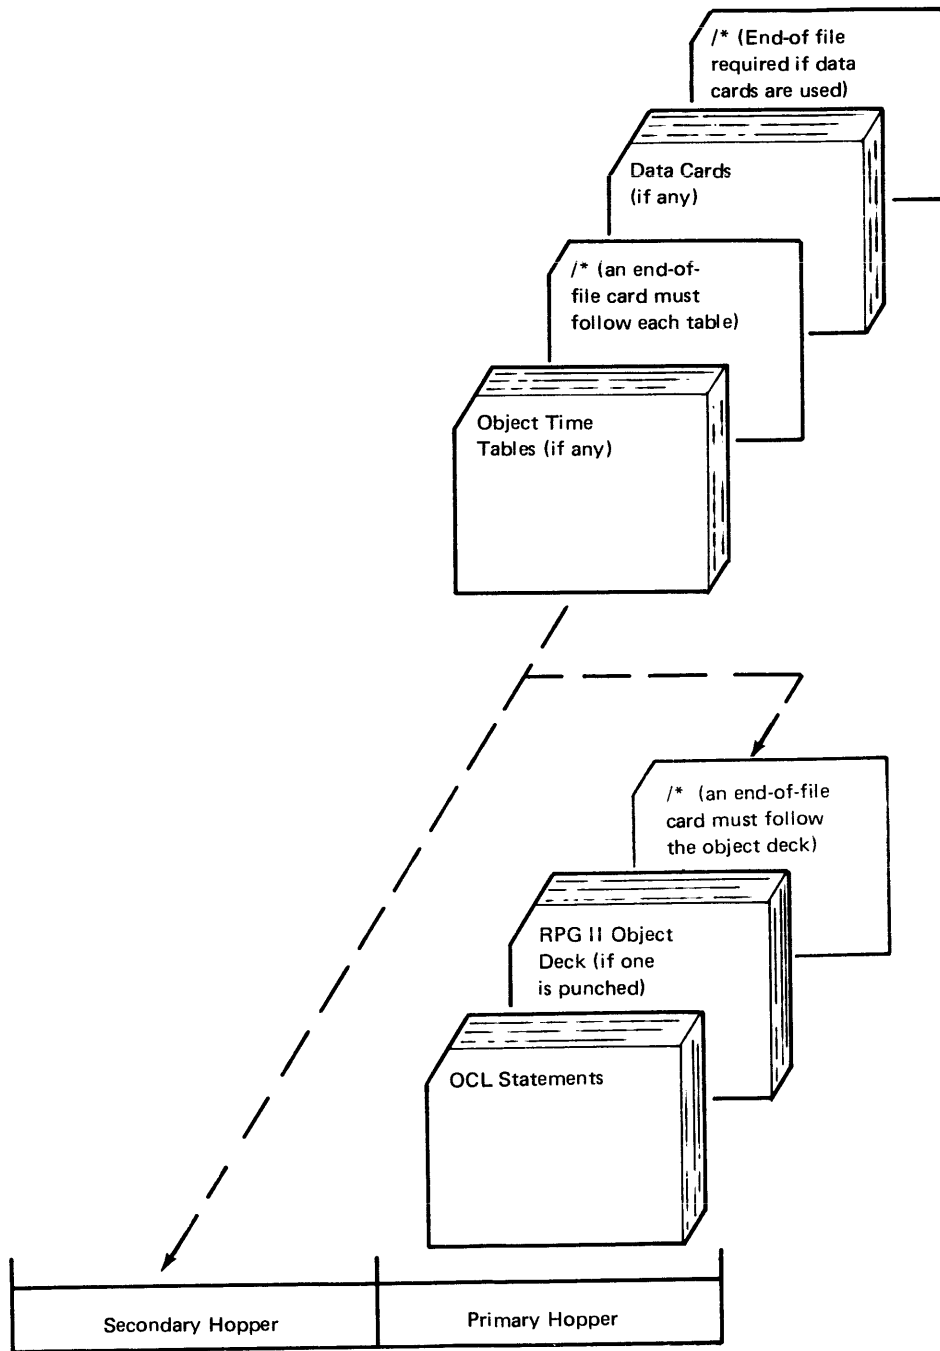 /* (End-of file
required if data
cards are used)
Data Cards
(if any)
/* (an end-of-
file card must
follow each table)
Object Time
Tables (if any)
/* (an end-of-file
card must follow
the object deck)
RPG II Object
Deck (if one
is punched)
OCL Statements
Secondary Hopper
Primary Hopper